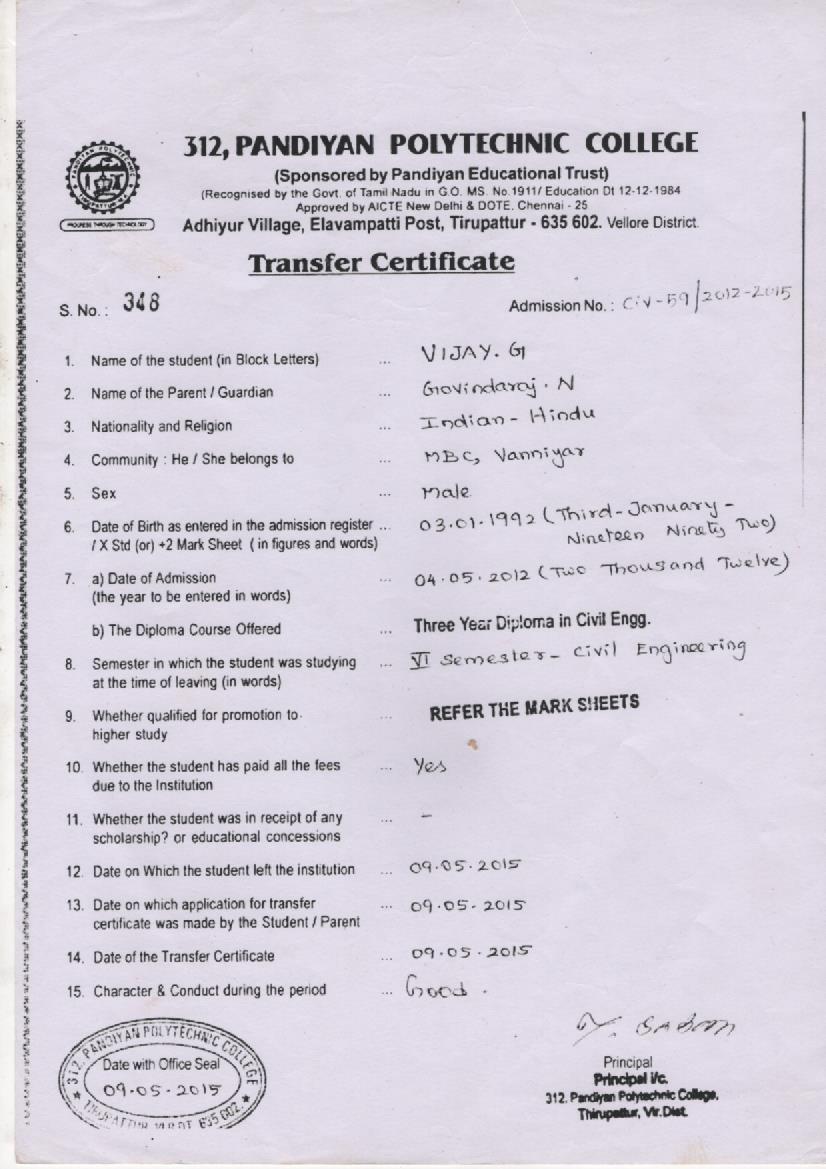 312, PANDIYAN POLYTECHNIC COLLEGE
(Sponsored by Pandiyan Educational Trust)
(Recognised by the Govt. of Tamil Nadu in G.O. MS. No. 1911/ Education Dt 12-12-1984
Approved by AICTE New Delhi & DOTE, Chennai - 25
Adhiyur Village, Elavampatti Post, Tirupattur - 635 602. Vellore District.
PANDIYAN POLYTECHNIC
PROGRESS THROUGH TECHNOLOGY
Transfer Certificate
S. No. : 348 Admission No. : Civ-59/2012-2015
1. Name of the student (in Block Letters) ... VIJAY. G
2. Name of the Parent / Guardian ... Govindaraj. N
3. Nationality and Religion ... Indian - Hindu
4. Community : He / She belongs to ... MBC, Vanniyar
5. Sex ... Male
6. Date of Birth as entered in the admission register ... 03.01.1992 (Third-January-
/ X Std (or) +2 Mark Sheet ( in figures and words) Nineteen Ninety Two)
7. a) Date of Admission ... 04.05.2012 (Two Thousand Twelve)
(the year to be entered in words)
b) The Diploma Course Offered ... Three Year Diploma in Civil Engg.
8. Semester in which the student was studying ... VI Semester - Civil Engineering
at the time of leaving (in words)
9. Whether qualified for promotion to ... REFER THE MARK SHEETS
higher study
10. Whether the student has paid all the fees ... Yes
due to the Institution
11. Whether the student was in receipt of any ... -
scholarship? or educational concessions
12. Date on Which the student left the institution ... 09.05.2015
13. Date on which application for transfer ... 09.05.2015
certificate was made by the Student / Parent
14. Date of the Transfer Certificate ... 09.05.2015
15. Character & Conduct during the period ... Good.
312, PANDIYAN POLYTECHNIC COLLEGE
Date with Office Seal
09.05.2015
635 602.
Principal
Principal i/c.
312. Pandiyan Polytechnic College,
Thirupattur, Vlr.Dist.